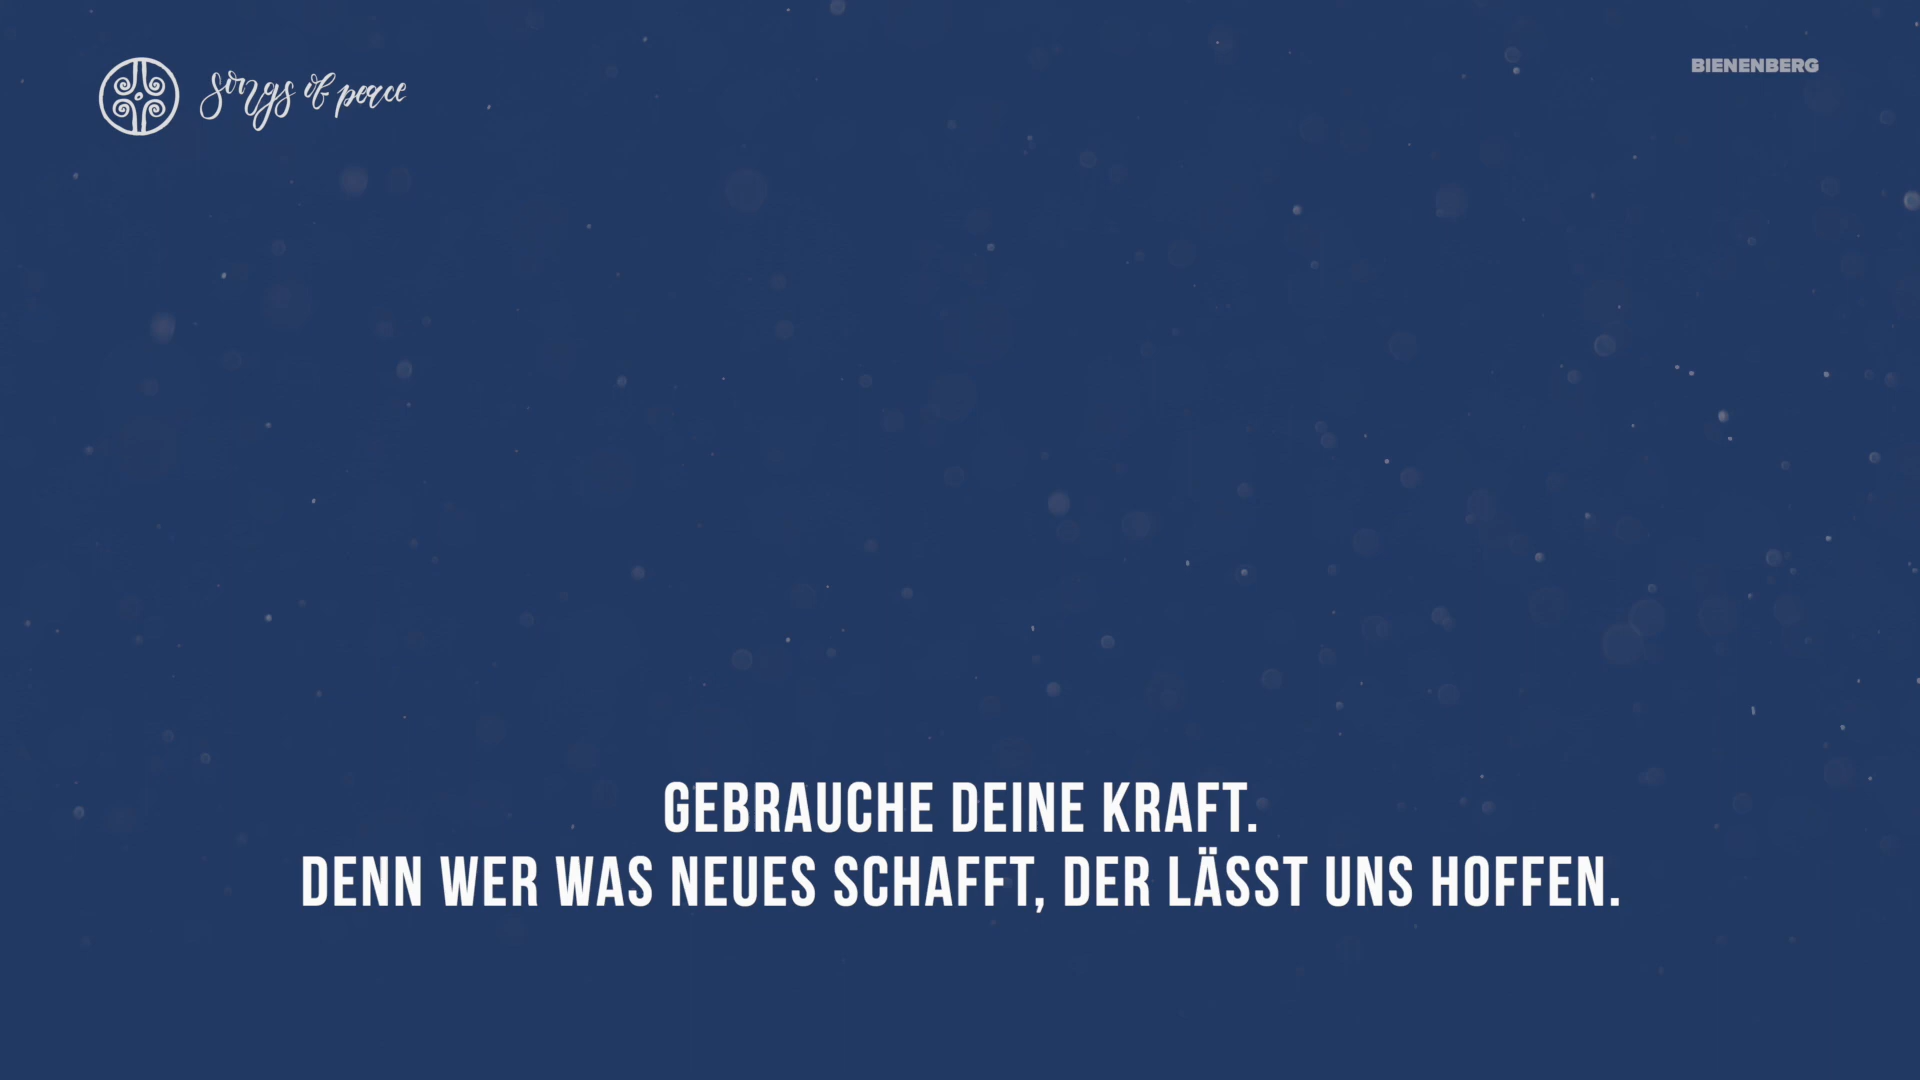 songs of peace
BIENENBERG
GEBRAUCHE DEINE KRAFT.
DENN WER WAS NEUES SCHAFFT, DER LÄSST UNS HOFFEN.